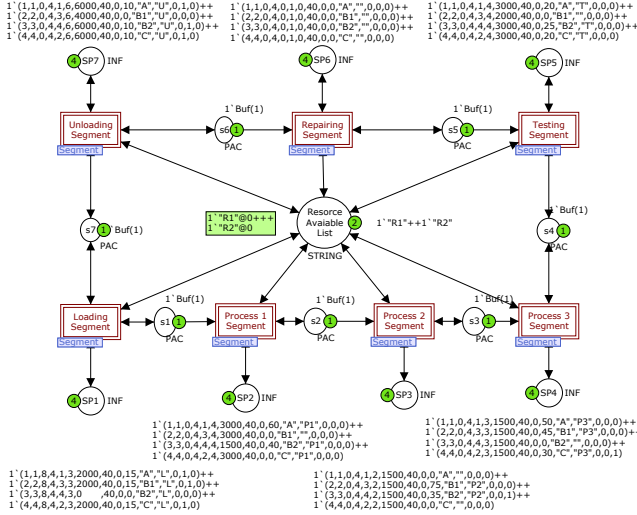 1`(1,1,0,4,1,6,6000,40,0,10,"A","U",0,1,0)++
1`(2,2,0,4,3,6,4000,40,0,0,"B1","U",0,0,0)++
1`(3,3,0,4,4,6,6000,40,0,10,"B2","U",0,1,0)++
1`(4,4,0,4,2,6,6000,40,0,10,"C","U",0,1,0)
1`(1,1,0,4,0,1,0,40,0,0,"A","",0,0,0)++
1`(2,2,0,4,0,1,0,40,0,0,"B1","",0,0,0)++
1`(3,3,0,4,0,1,0,40,0,0,"B2","",0,0,0)++
1`(4,4,0,4,0,1,0,40,0,0,"C","",0,0,0)
1`(1,1,0,4,1,4,3000,40,0,20,"A","T",0,0,0)++
1`(2,2,0,4,3,4,2000,40,0,0,"B1","",0,0,0)++
1`(3,3,0,4,4,4,3000,40,0,25,"B2","T",0,0,0)++
1`(4,4,0,4,2,4,3000,40,0,20,"C","T",0,0,0)
4 SP7 INF
4 SP6 INF
4 SP5 INF
Unloading
Segment
Segment
1`Buf(1)
s6 1
PAC
Repairing
Segment
Segment
1`Buf(1)
s5 1
PAC
Testing
Segment
Segment
s7 1 `Buf(1)
PAC
1`"R1"@0+++
1`"R2"@0
Resorce
Avaiable
List
2
1`"R1"++1`"R2"
STRING
1`Buf(1)
s4 1
PAC
Loading
Segment
Segment
1`Buf(1)
s1 1
PAC
Process 1
Segment
Segment
1`Buf(1)
s2 1
PAC
Process 2
Segment
Segment
1`Buf(1)
s3 1
PAC
Process 3
Segment
Segment
4 SP1 INF
4 SP2 INF
4 SP3 INF
4 SP4 INF
1`(1,1,0,4,1,4,3000,40,0,60,"A","P1",0,0,0)++
1`(2,2,0,4,3,4,3000,40,0,0,"B1","",0,0,0)++
1`(3,3,0,4,4,4,1500,40,0,40,"B2","P1",0,0,0)++
1`(4,4,0,4,2,4,3000,40,0,0,"C","P1",0,0,0)
1`(1,1,0,4,1,3,1500,40,0,50,"A","P3",0,0,0)++
1`(2,2,0,4,3,3,1500,40,0,45,"B1","P3",0,0,0)++
1`(3,3,0,4,4,3,1500,40,0,0,"B2","",0,0,0)++
1`(4,4,0,4,2,3,1500,40,0,30,"C","P3",0,0,1)
1`(1,1,8,4,1,3,2000,40,0,15,"A","L",0,1,0)++
1`(2,2,8,4,3,3,2000,40,0,15,"B1","L",0,1,0)++
1`(3,3,8,4,4,3,0 ,40,0,0,"B2","L",0,0,0)++
1`(4,4,8,4,2,3,2000,40,0,15,"C","L",0,1,0)
1`(1,1,0,4,1,2,1500,40,0,0,"A","",0,0,0)++
1`(2,2,0,4,3,2,1500,40,0,75,"B1","P2",0,0,0)++
1`(3,3,0,4,4,2,1500,40,0,35,"B2","P2",0,0,1)++
1`(4,4,0,4,2,2,1500,40,0,0,"C","",0,0,0)